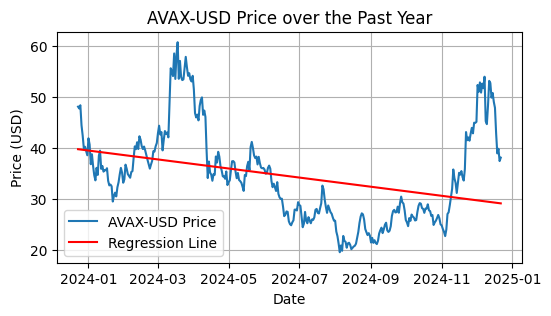 AVAX-USD Price over the Past Year
Price (USD)
60
50
40
30
20
AVAX-USD Price
Regression Line
2024-01 2024-03 2024-05 2024-07 2024-09 2024-11 2025-01
Date